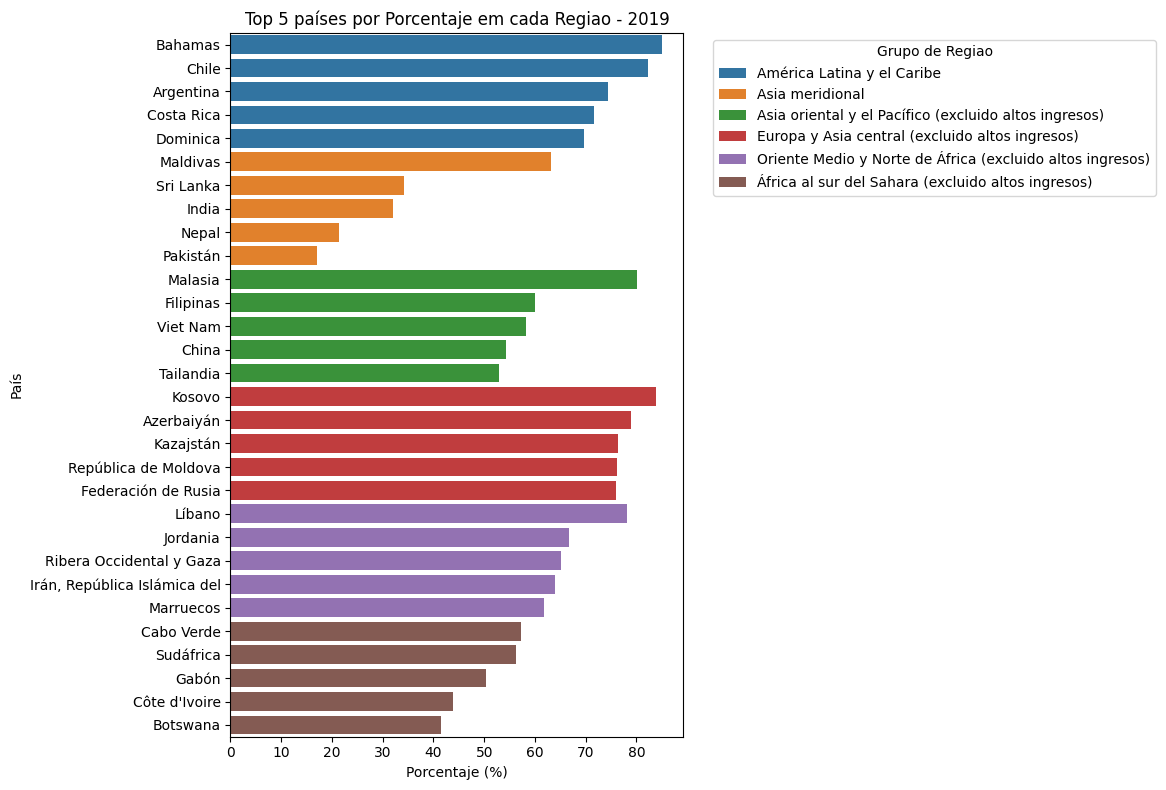 Top 5 países por Porcentaje em cada Regiao - 2019
Bahamas
Chile
Argentina
Costa Rica
Dominica
Maldivas
Sri Lanka
India
Nepal
Pakistán
Malasia
Filipinas
Viet Nam
China
Tailandia
Kosovo
Azerbaiyán
Kazajstán
República de Moldova
Federación de Rusia
Líbano
Jordania
Ribera Occidental y Gaza
Irán, República Islámica del
Marruecos
Cabo Verde
Sudáfrica
Gabón
Côte d'Ivoire
Botswana
País
0 10 20 30 40 50 60 70 80
Porcentaje (%)
Grupo de Regiao
América Latina y el Caribe
Asia meridional
Asia oriental y el Pacífico (excluido altos ingresos)
Europa y Asia central (excluido altos ingresos)
Oriente Medio y Norte de África (excluido altos ingresos)
África al sur del Sahara (excluido altos ingresos)